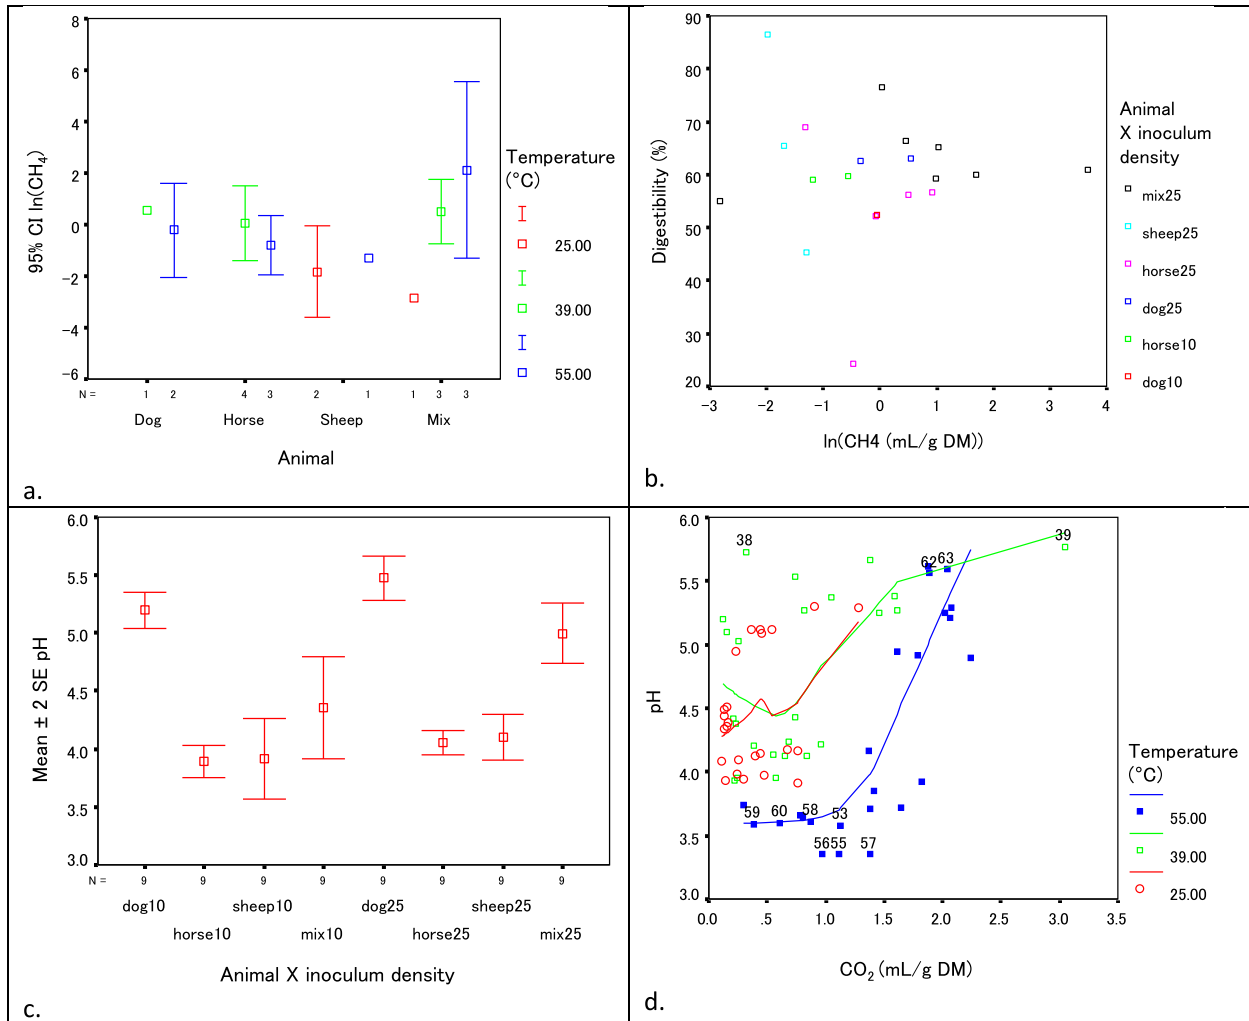 8
6
4
2
0
−2
−4
−6
95% CI ln(CH₄)
N =
1
2
4
3
2
1
1
3
3
Dog
Horse
Sheep
Mix
Animal
Temperature
(°C)
25.00
39.00
55.00
a.
90
80
70
60
50
40
30
20
Digestibility (%)
−3
−2
−1
0
1
2
3
4
ln(CH4 (mL/g DM))
Animal
X inoculum
density
mix25
sheep25
horse25
dog25
horse10
dog10
b.
6.0
5.5
5.0
4.5
4.0
3.5
3.0
Mean ± 2 SE pH
N =
9
9
9
9
9
9
9
9
dog10
sheep10
dog25
sheep25
horse10
mix10
horse25
mix25
Animal X inoculum density
c.
6.0
5.5
5.0
4.5
4.0
3.5
3.0
pH
38
39
62
63
59
60
58
53
56
55
57
0.0
.5
1.0
1.5
2.0
2.5
3.0
3.5
CO₂ (mL/g DM)
Temperature
(°C)
55.00
39.00
25.00
d.